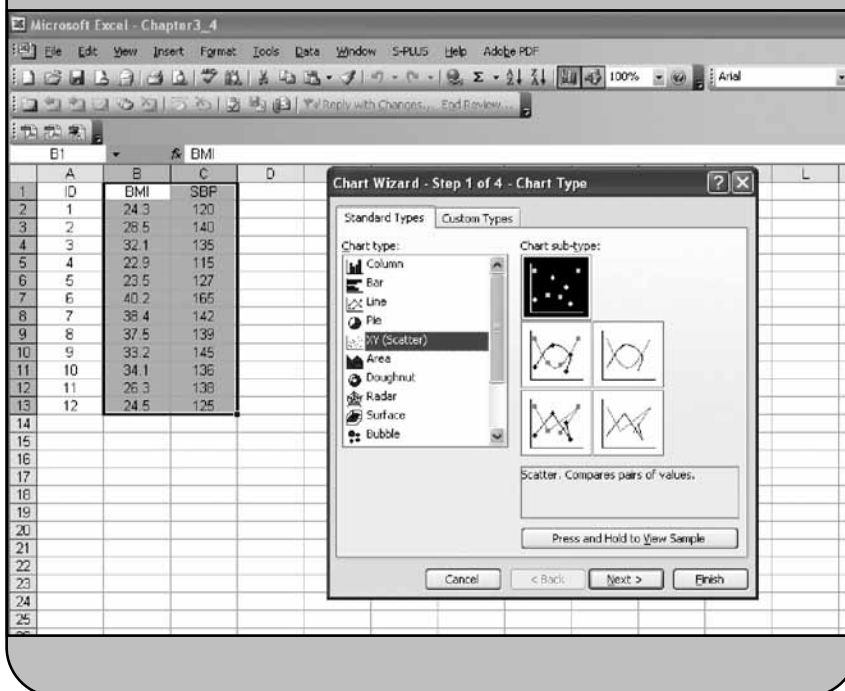 Microsoft Excel - Chapter3_4
File Edit View Insert Format Tools Data Window S-PLUS Help Adobe PDF
100% Arial
Reply with Changes... End Review...
B1 fx BMI
A B C D L
1 ID BMI SBP
2 1 24.3 120
3 2 28.5 140
4 3 32.1 135
5 4 22.9 115
6 5 23.5 127
7 6 40.2 165
8 7 38.4 142
9 8 37.5 139
10 9 33.2 145
11 10 34.1 136
12 11 26.3 138
13 12 24.5 125
14
15
16
17
18
19
20
21
22
23
24
25
Chart Wizard - Step 1 of 4 - Chart Type
Standard Types Custom Types
Chart type:
Column
Bar
Line
Pie
XY (Scatter)
Area
Doughnut
Radar
Surface
Bubble
Chart sub-type:
Scatter. Compares pairs of values.
Press and Hold to View Sample
Cancel < Back Next > Finish